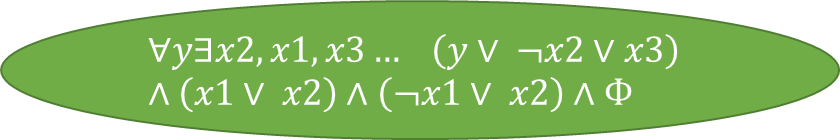 ∀y∃x2, x1, x3 … (y ∨ ¬x2 ∨ x3)
∧ (x1 ∨ x2) ∧ (¬x1 ∨ x2) ∧ Φ